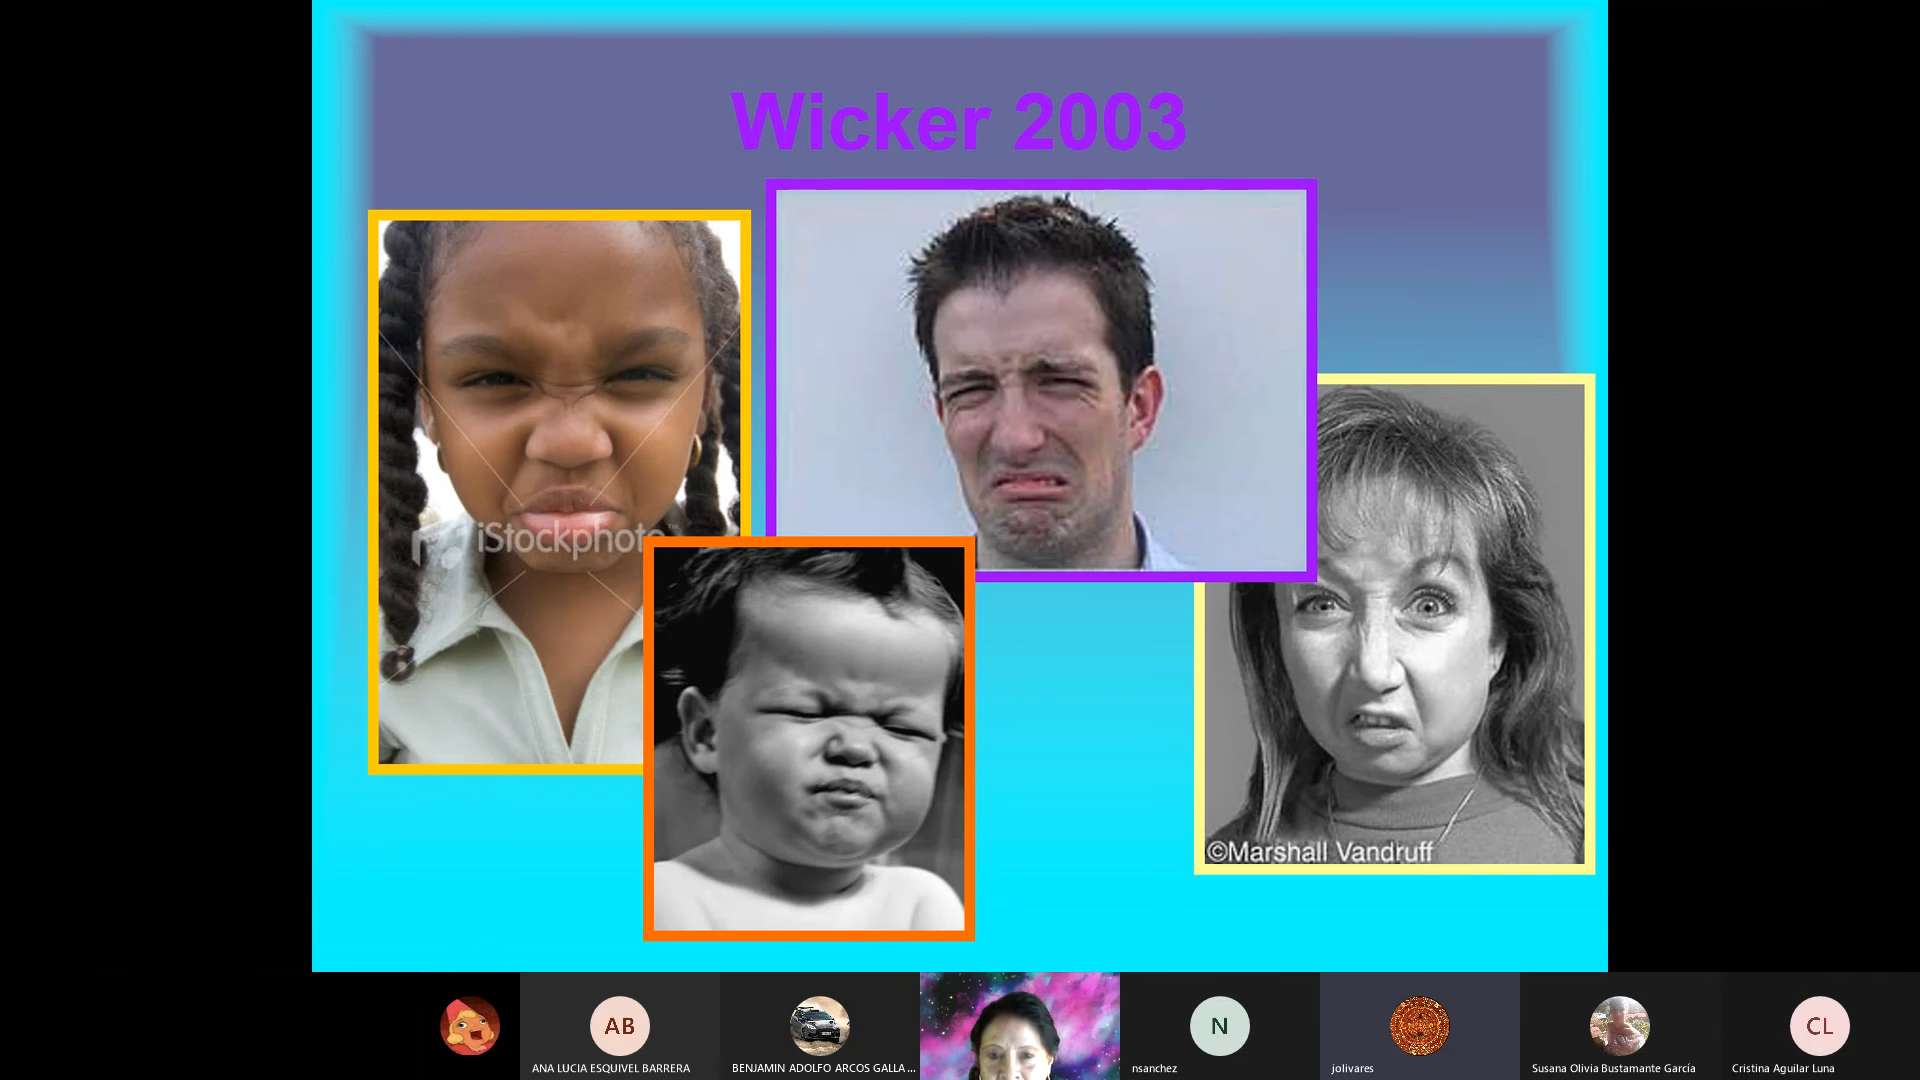 Wicker 2003
iStockphoto
©Marshall Vandruff
AB
N
CL
ANA LUCIA ESQUIVEL BARRERA
BENJAMIN ADOLFO ARCOS GALLA...
nsanchez
jolivares
Susana Olivia Bustamante García
Cristina Aguilar Luna